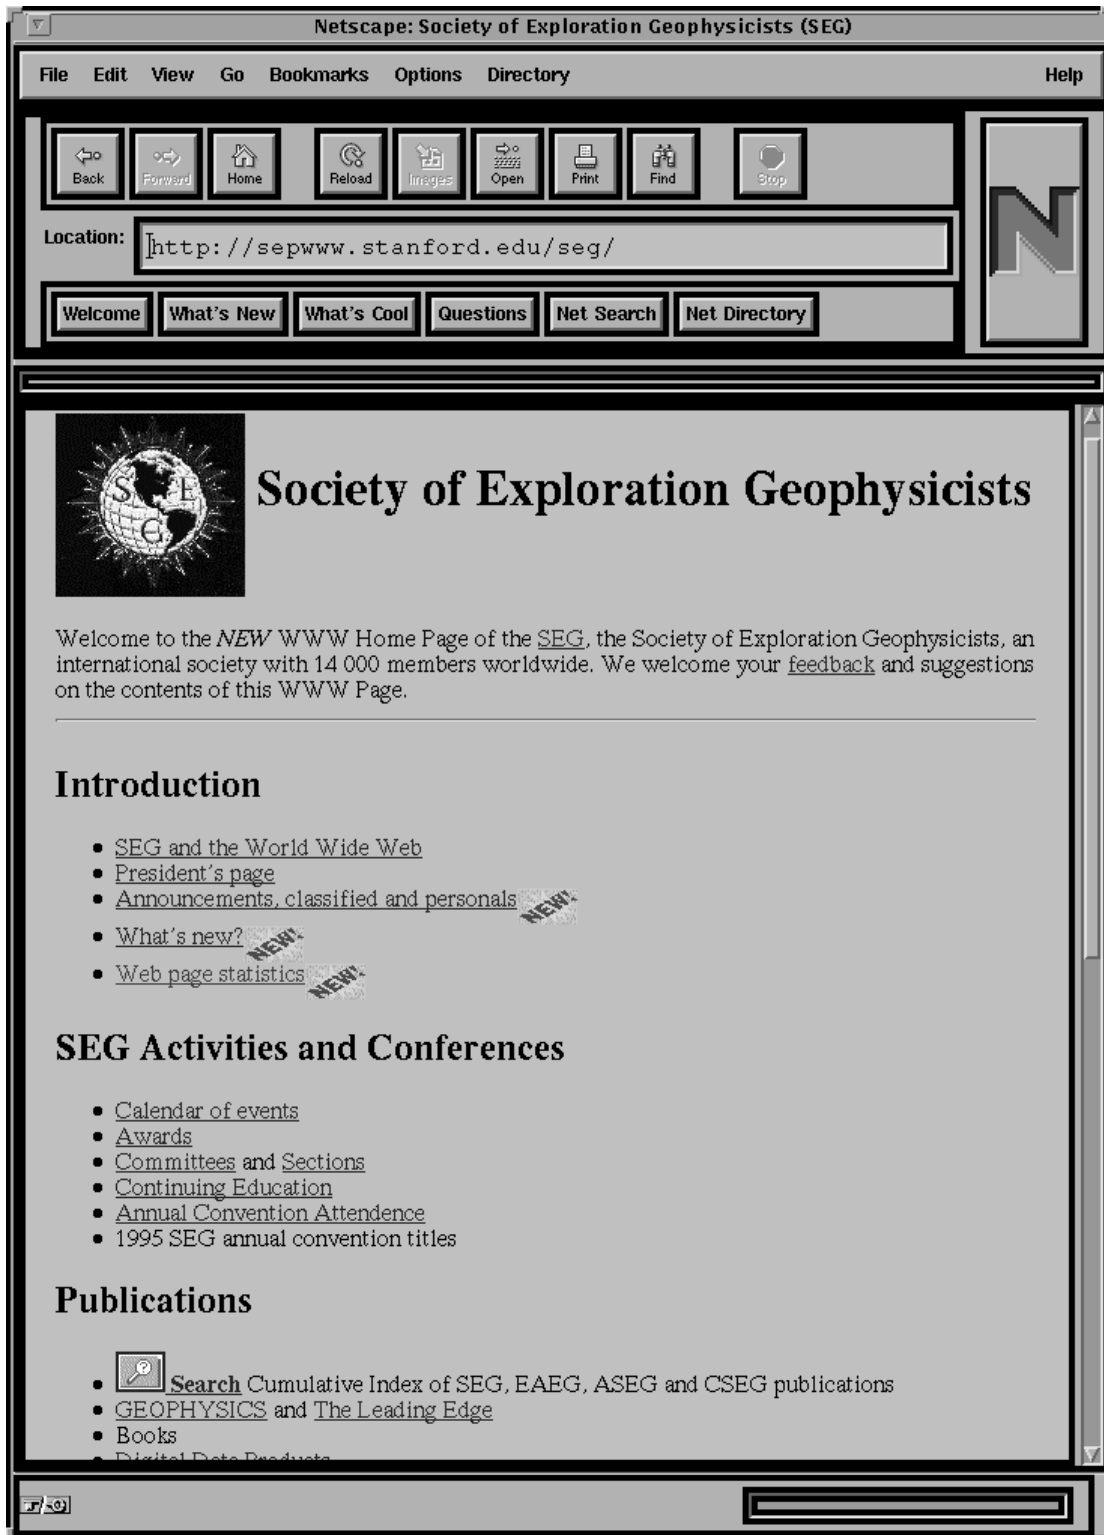 Netscape: Society of Exploration Geophysicists (SEG)
File Edit View Go Bookmarks Options Directory Help
Back Forward Home Reload Images Open Print Find Stop
N
Location: http://sepwww.stanford.edu/seg/
Welcome What's New What's Cool Questions Net Search Net Directory
S E G
Society of Exploration Geophysicists
Welcome to the NEW WWW Home Page of the SEG, the Society of Exploration Geophysicists, an
international society with 14 000 members worldwide. We welcome your feedback and suggestions
on the contents of this WWW Page.
Introduction
SEG and the World Wide Web
President's page
Announcements, classified and personals NEW!
What's new? NEW!
Web page statistics NEW!
SEG Activities and Conferences
Calendar of events
Awards
Committees and Sections
Continuing Education
Annual Convention Attendence
1995 SEG annual convention titles
Publications
Search Cumulative Index of SEG, EAEG, ASEG and CSEG publications
GEOPHYSICS and The Leading Edge
Books
Digital Data Products